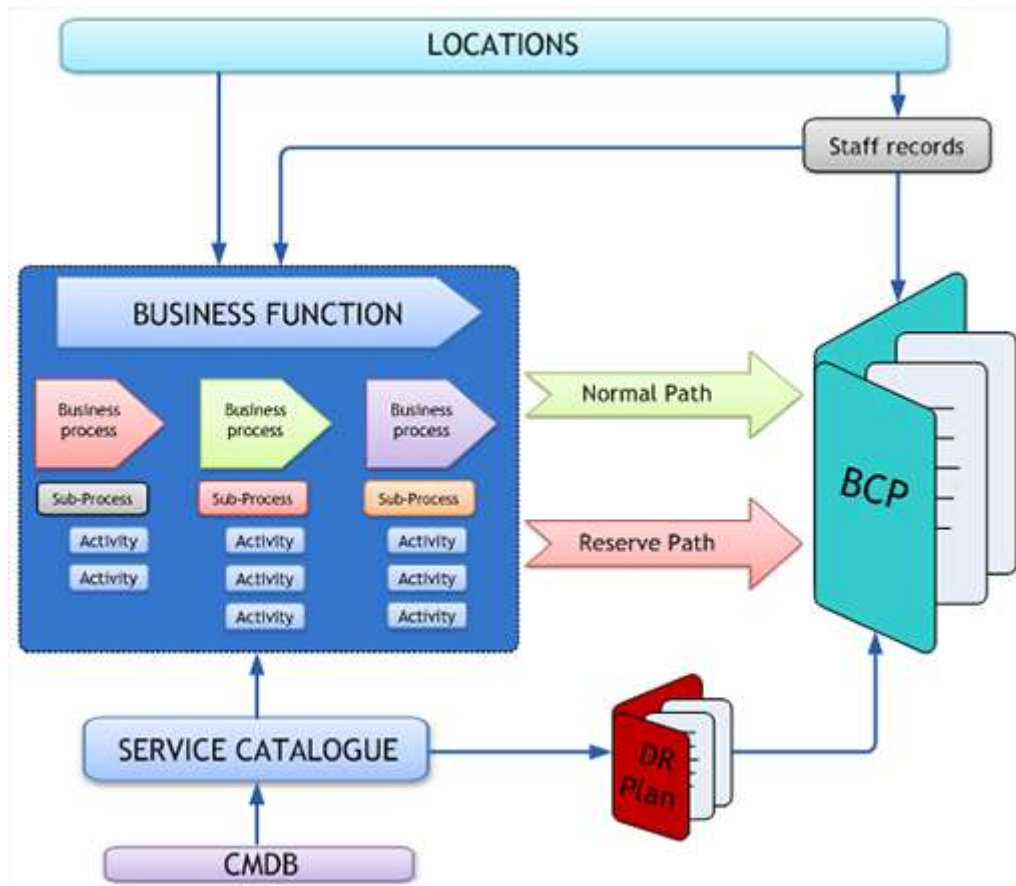 LOCATIONS
Staff records
BUSINESS FUNCTION
Business
process
Business
process
Business
process
Sub-Process
Sub-Process
Sub-Process
Activity
Activity
Activity
Activity
Activity
Activity
Activity
Activity
Normal Path
Reserve Path
BCP
SERVICE CATALOGUE
DR
Plan
CMDB